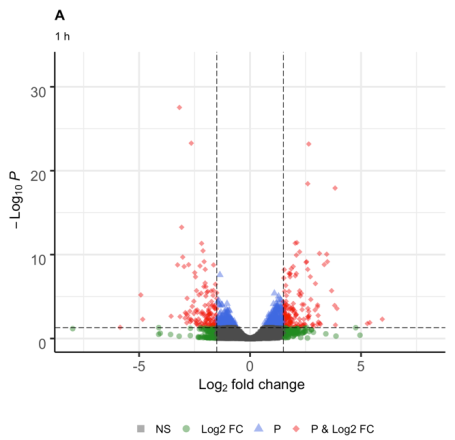 A
1 h
30
20
10
0
− Log₁₀ P
-5
0
5
Log₂ fold change
NS
Log2 FC
P
P & Log2 FC